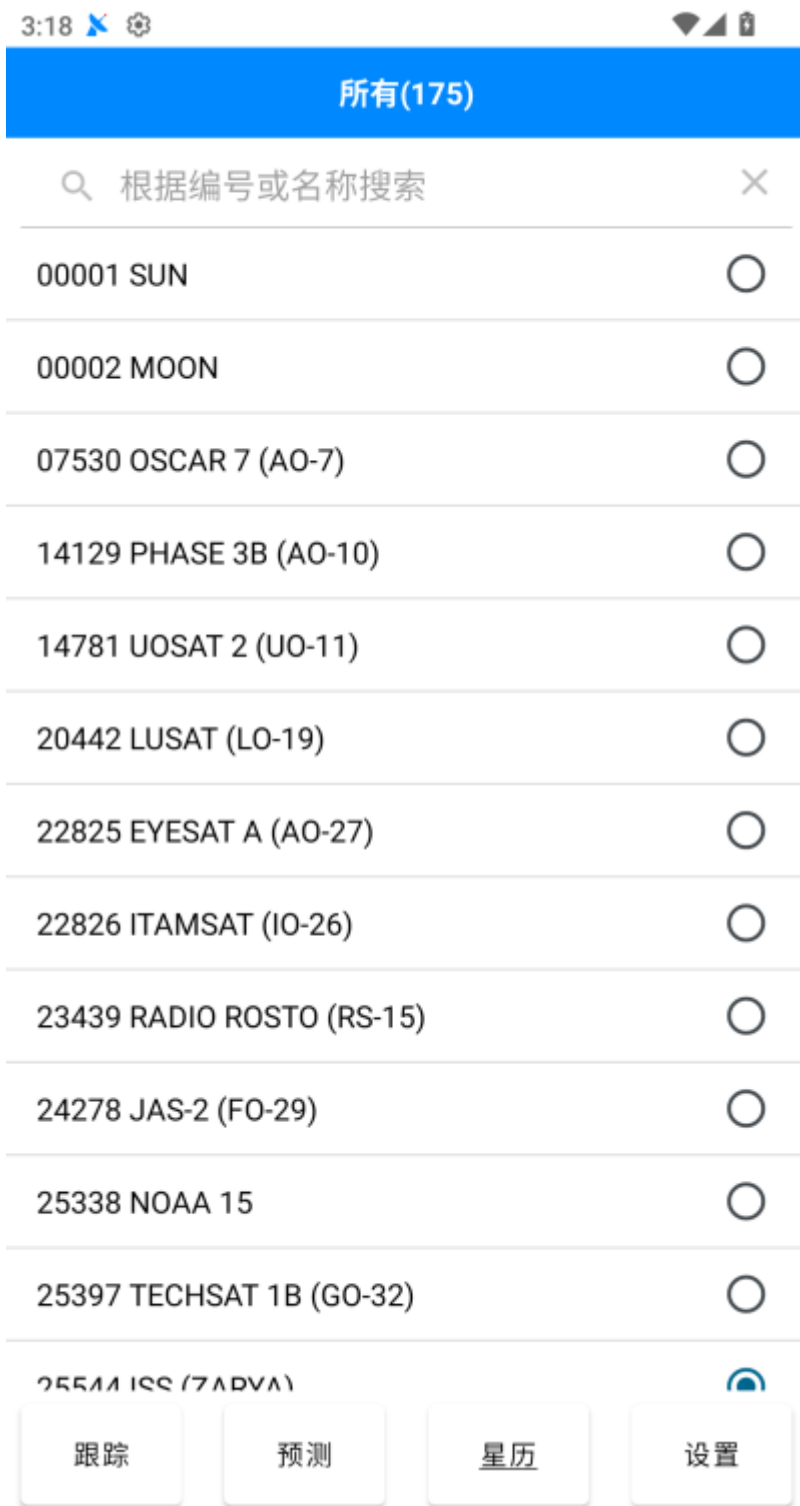 3:18
所有(175)
根据编号或名称搜索
00001 SUN
00002 MOON
07530 OSCAR 7 (AO-7)
14129 PHASE 3B (AO-10)
14781 UOSAT 2 (UO-11)
20442 LUSAT (LO-19)
22825 EYESAT A (AO-27)
22826 ITAMSAT (IO-26)
23439 RADIO ROSTO (RS-15)
24278 JAS-2 (FO-29)
25338 NOAA 15
25397 TECHSAT 1B (GO-32)
25544 ISS (ZARYA)
跟踪 预测 星历 设置